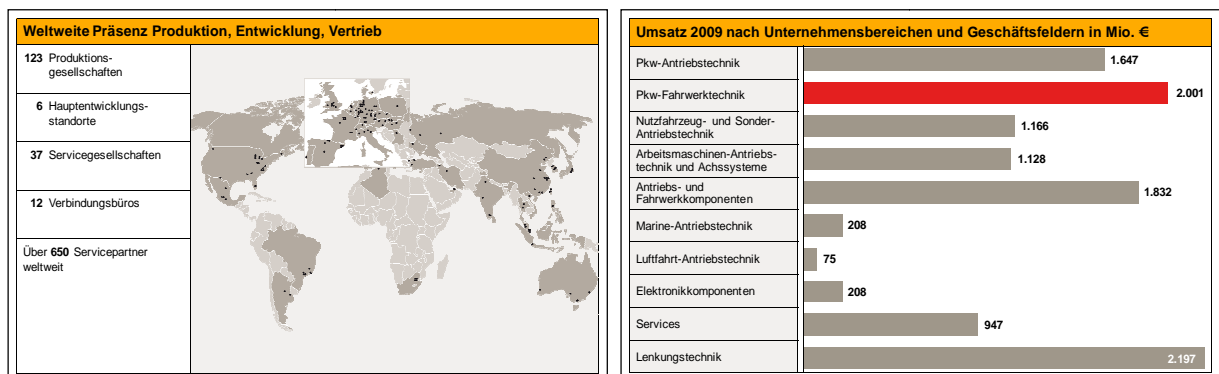 Weltweite Präsenz Produktion, Entwicklung, Vertrieb
123 Produktions-
gesellschaften
6 Hauptentwicklungs-
standorte
37 Servicegesellschaften
12 Verbindungsbüros
Über 650 Servicepartner
weltweit
Umsatz 2009 nach Unternehmensbereichen und Geschäftsfeldern in Mio. €
Pkw-Antriebstechnik 1.647
Pkw-Fahrwerktechnik 2.001
Nutzfahrzeug- und Sonder-
Antriebstechnik 1.166
Arbeitsmaschinen-Antriebs-
technik und Achssysteme 1.128
Antriebs- und
Fahrwerkkomponenten 1.832
Marine-Antriebstechnik 208
Luftfahrt-Antriebstechnik 75
Elektronikkomponenten 208
Services 947
Lenkungstechnik 2.197